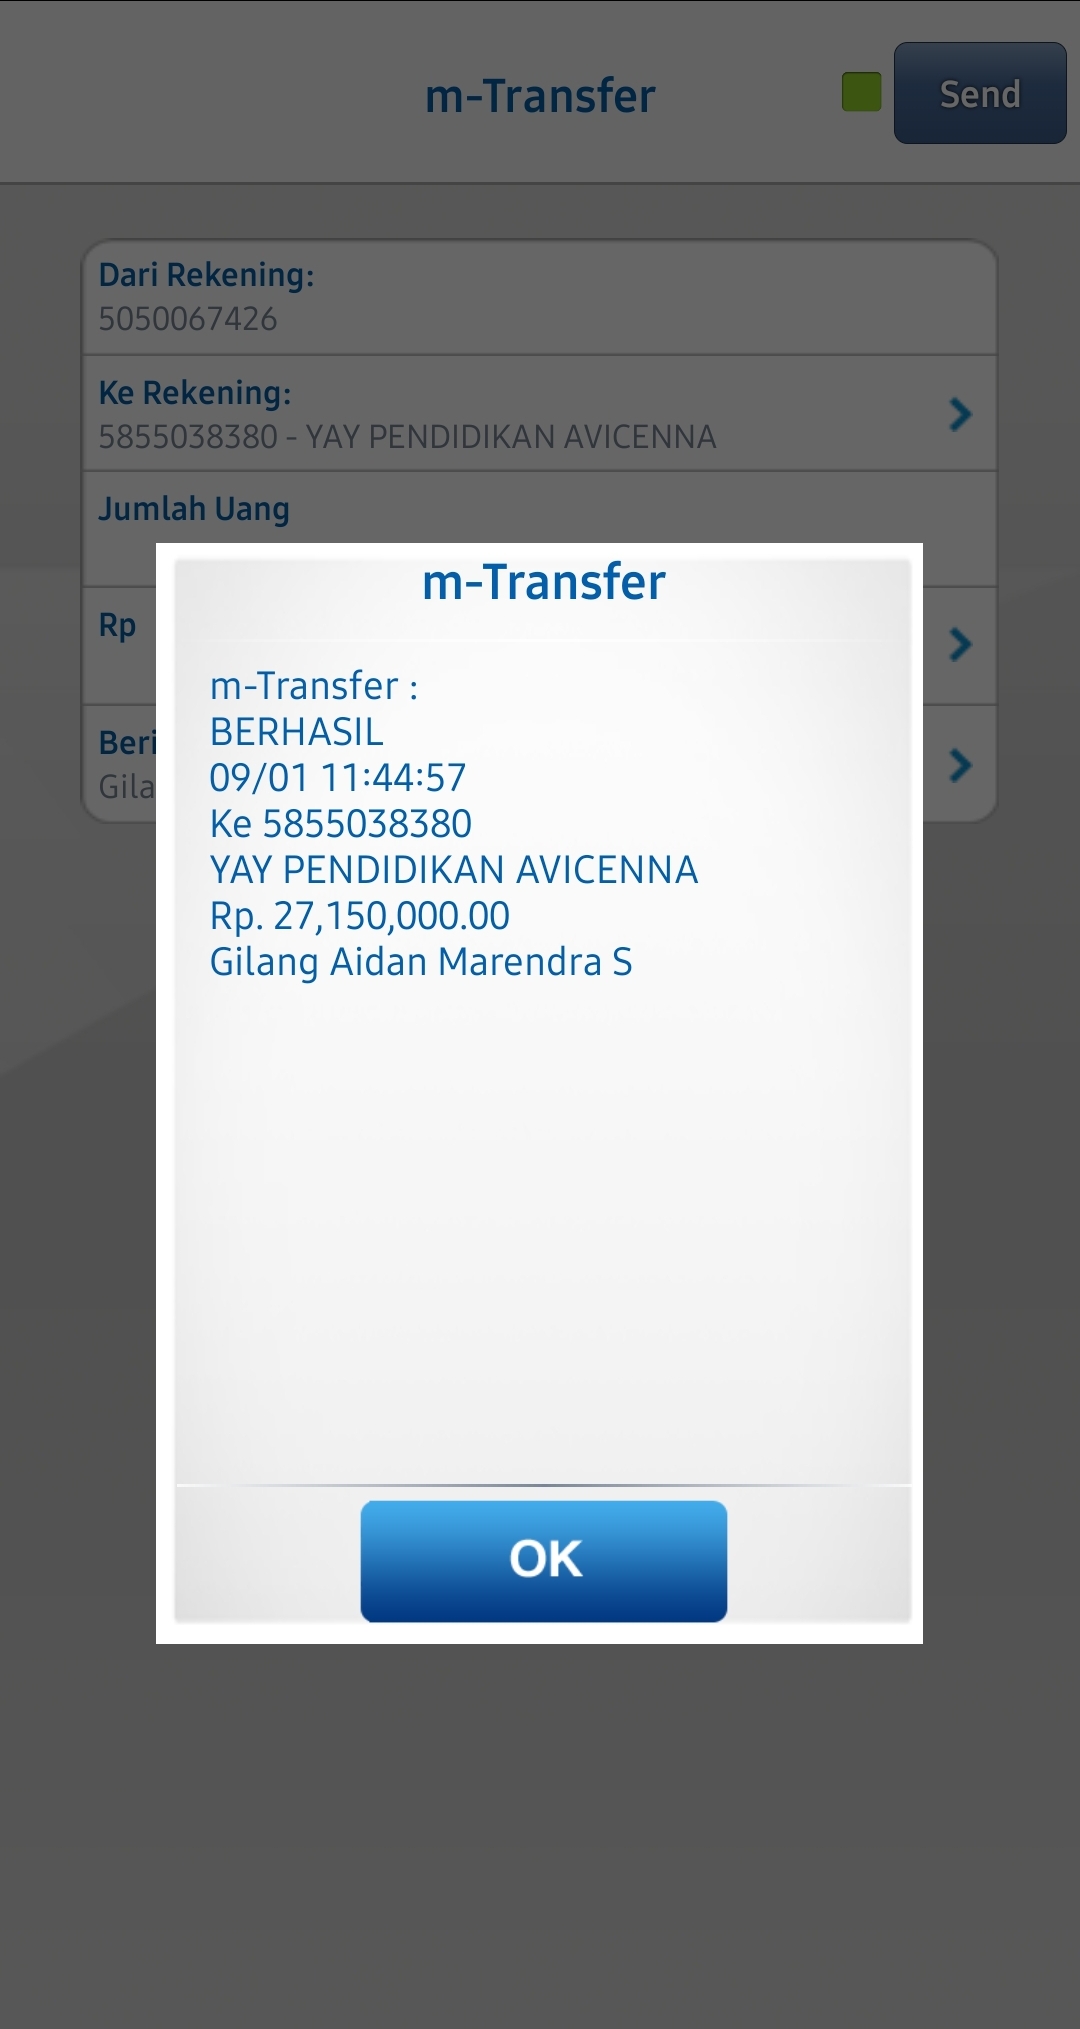 m-Transfer
Send
Dari Rekening:
5050067426
Ke Rekening:
5855038380 - YAY PENDIDIKAN AVICENNA
Jumlah Uang
Rp
Beri
Gila
m-Transfer
m-Transfer :
BERHASIL
09/01 11:44:57
Ke 5855038380
YAY PENDIDIKAN AVICENNA
Rp. 27,150,000.00
Gilang Aidan Marendra S
OK